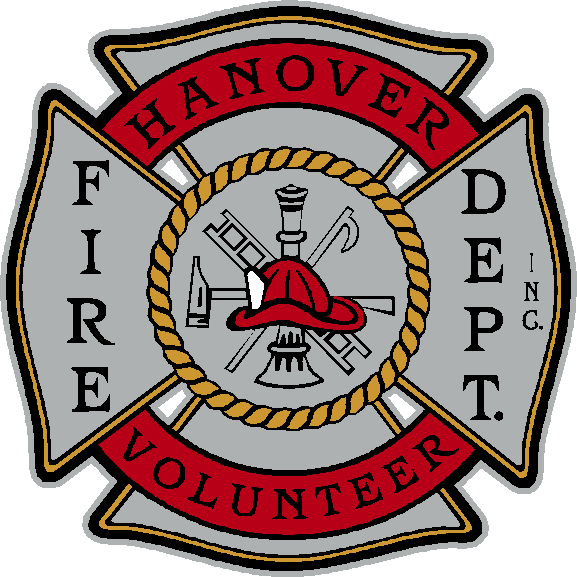 HANOVER
FIRE
DEPT.
INC.
VOLUNTEER